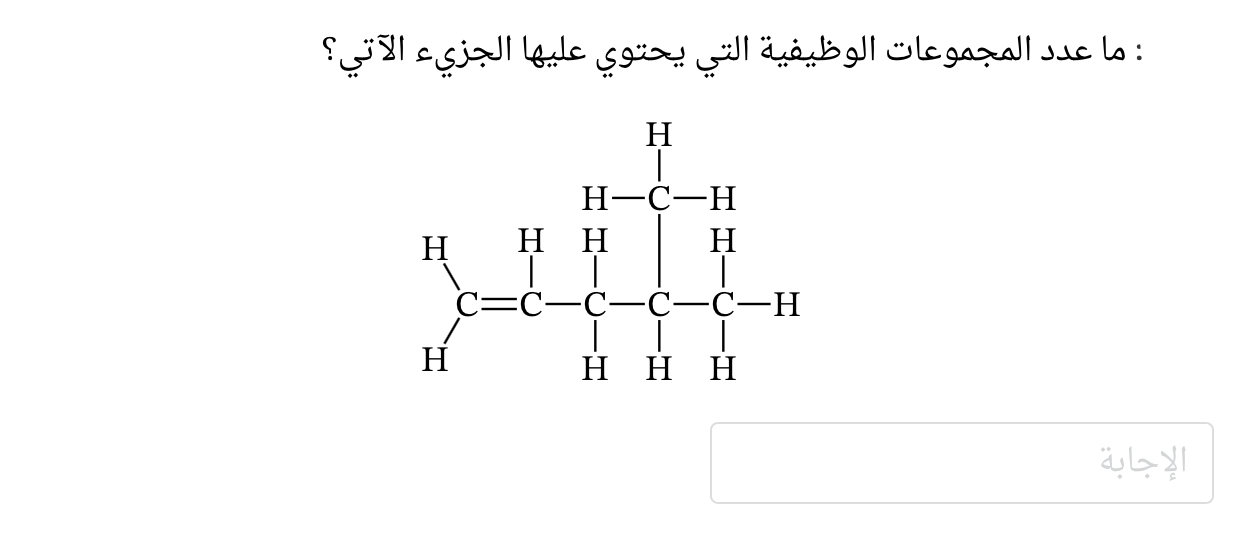 : ما عدد المجموعات الوظيفية التي يحتوي عليها الجزيء الآتي؟
H
H—C—H
H H H H
C=C—C—C—C—H
H H H H
الإجابة